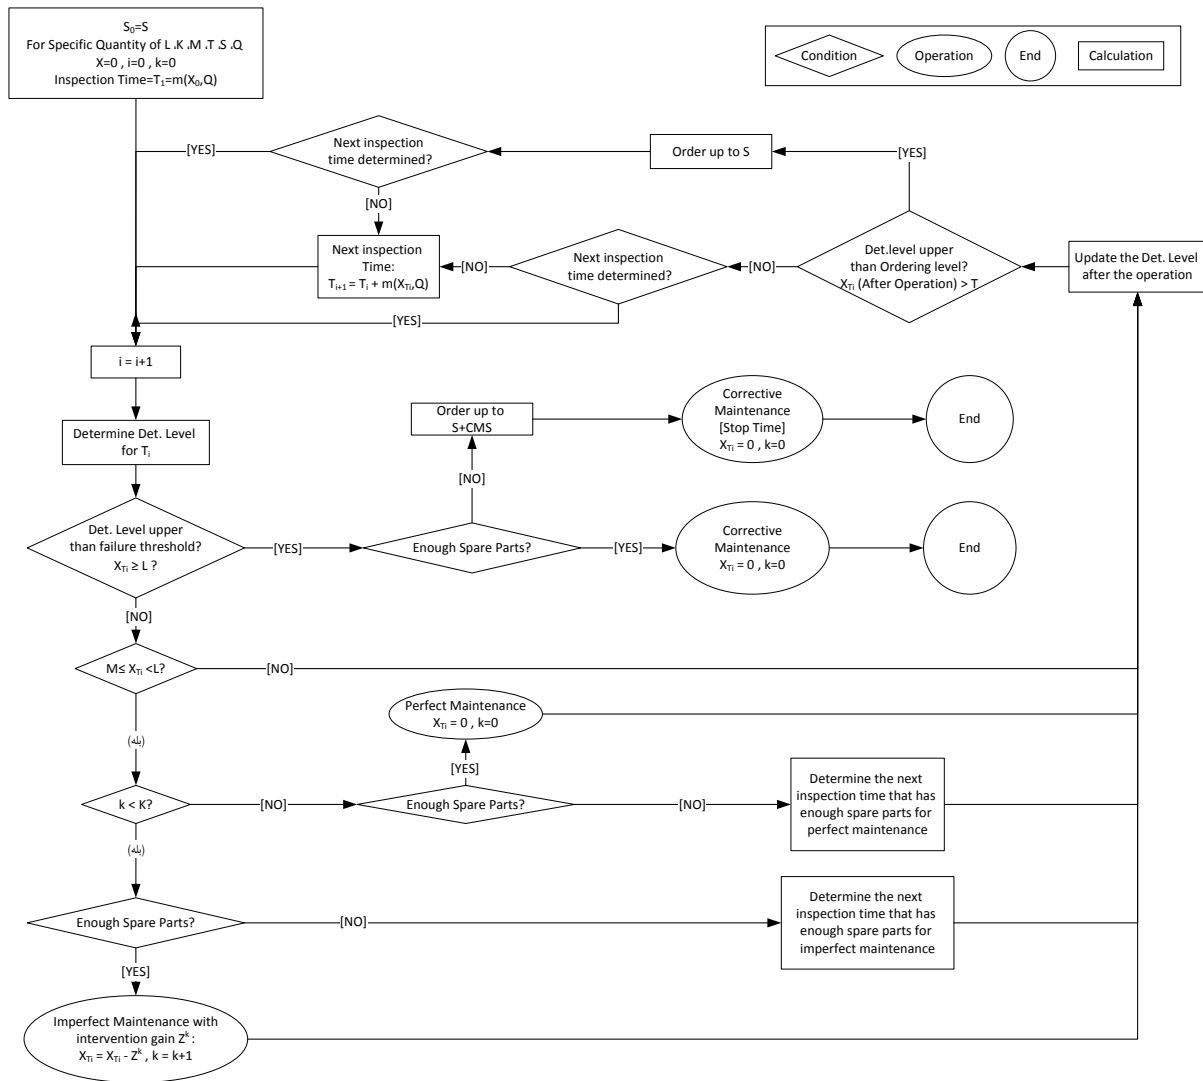 S₀=S
For Specific Quantity of L ،K ،M ،T ،S ،Q
X=0 , i=0 , k=0
Inspection Time=T₁=m(X₀,Q)
Condition
Operation
End
Calculation
[YES]
Next inspection
time determined?
Order up to S
[YES]
[NO]
Next inspection
Time:
Tᵢ₊₁ = Tᵢ + m(X_Ti,Q)
[NO]
Next inspection
time determined?
[NO]
Det.level upper
than Ordering level?
X_Ti (After Operation) > T
Update the Det. Level
after the operation
[YES]
i = i+1
Determine Det. Level
for Tᵢ
Order up to
S+CMS
Corrective
Maintenance
[Stop Time]
X_Ti = 0 , k=0
End
[NO]
Det. Level upper
than failure threshold?
X_Ti ≥ L ?
[YES]
Enough Spare Parts?
[YES]
Corrective
Maintenance
X_Ti = 0 , k=0
End
[NO]
M≤ X_Ti <L?
[NO]
Perfect Maintenance
X_Ti = 0 , k=0
(بله)
[YES]
k < K?
[NO]
Enough Spare Parts?
[NO]
Determine the next
inspection time that has
enough spare parts for
perfect maintenance
(بله)
Enough Spare Parts?
[NO]
Determine the next
inspection time that has
enough spare parts for
imperfect maintenance
[YES]
Imperfect Maintenance with
intervention gain Zᵏ :
X_Ti = X_Ti - Zᵏ , k = k+1